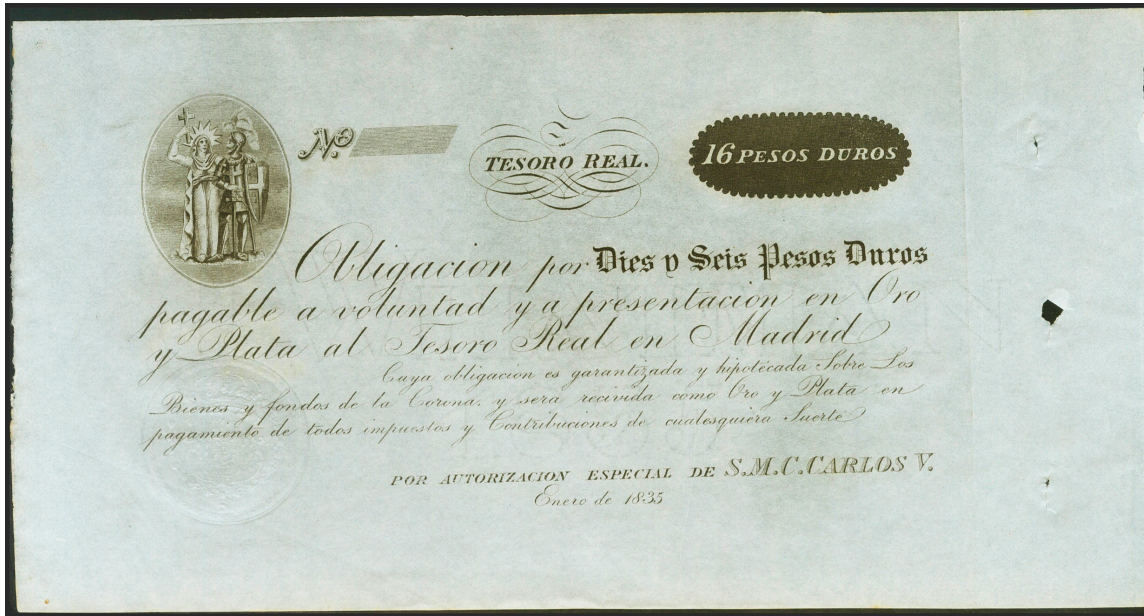 Nº
TESORO REAL.
16 PESOS DUROS
Obligacion por Dies y Seis Pesos Duros
pagable a voluntad y a presentacion en Oro
y Plata al Tesoro Real en Madrid
Cuya obligacion es garantizada y hipotécada Sobre Los
Bienes y fondos de la Corona, y será recivida como Oro y Plata en
pagamiento de todos impuestos y Contribuciones de cualesquiera Suerte
POR AUTORIZACION ESPECIAL DE S.M.C. CARLOS V.
Enero de 1835